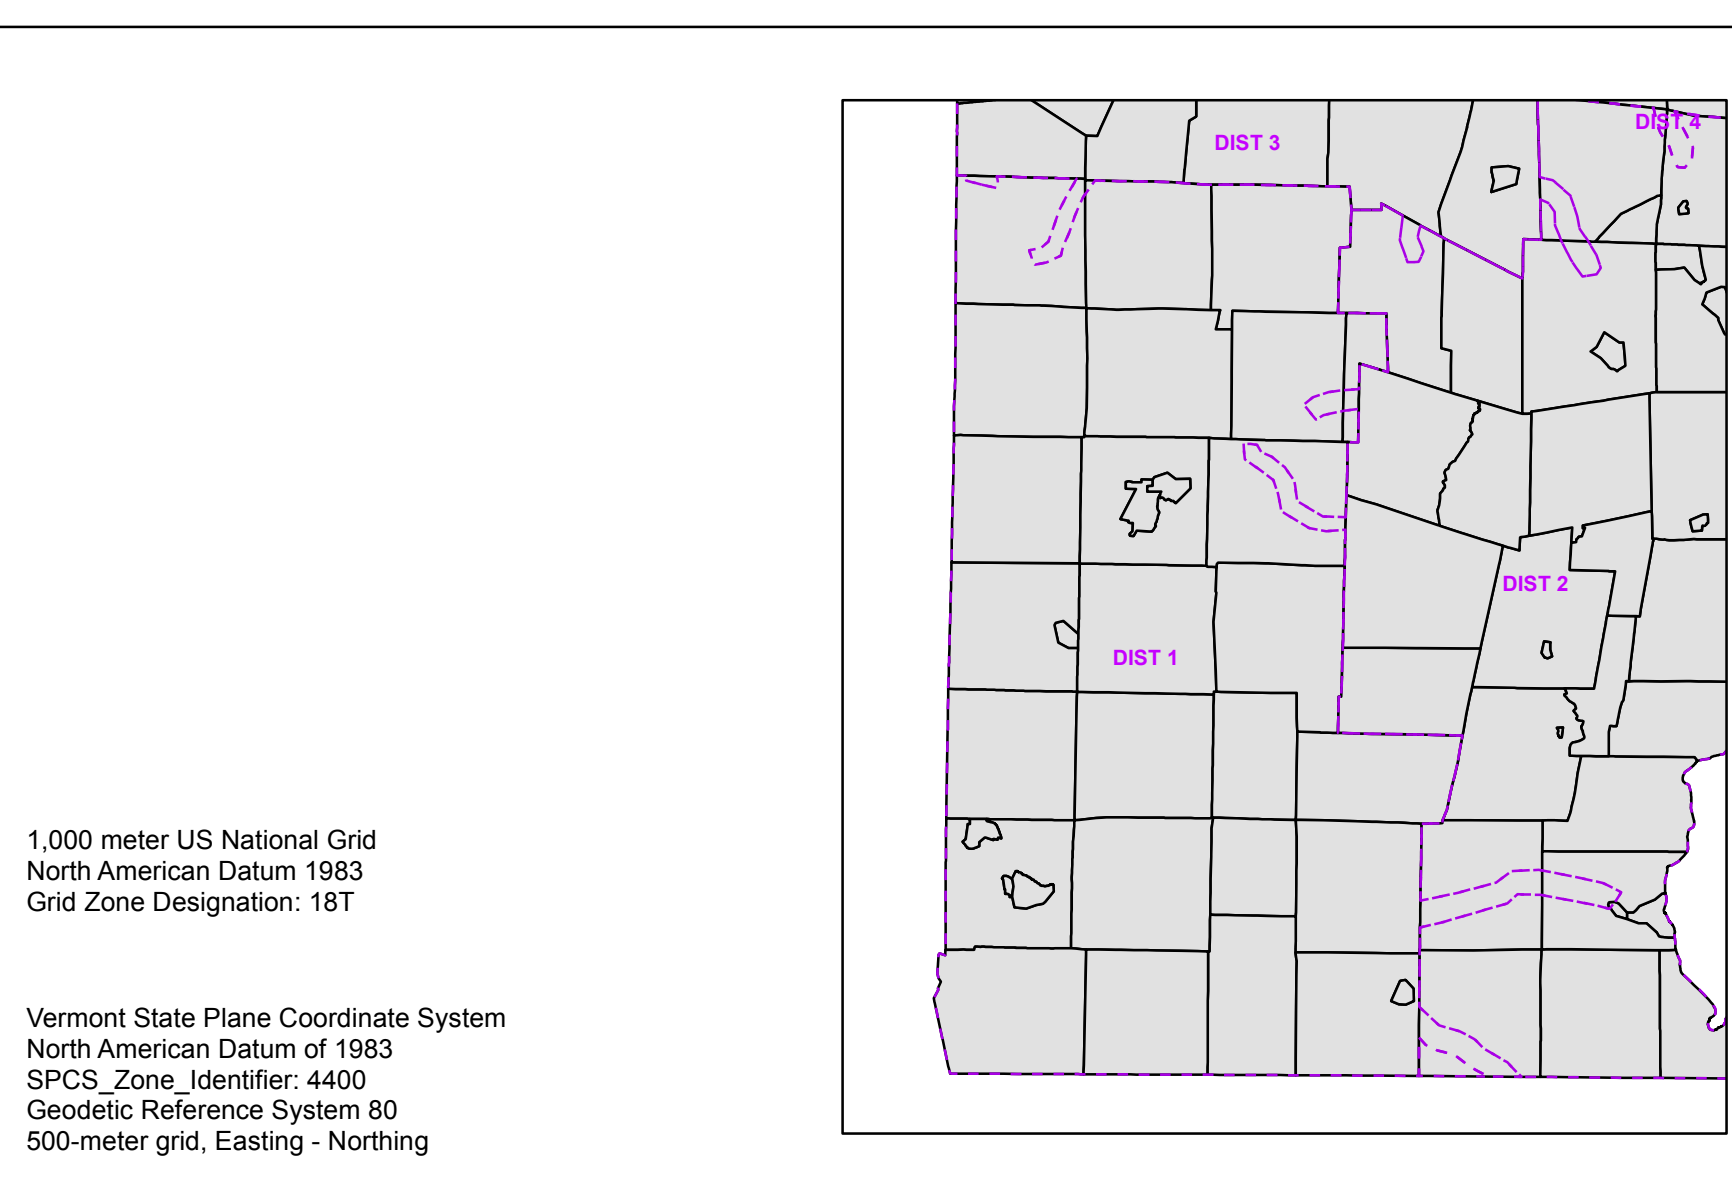 DIST 4
DIST 3
DIST 2
DIST 1
1,000 meter US National Grid
North American Datum 1983
Grid Zone Designation: 18T
Vermont State Plane Coordinate System
North American Datum of 1983
SPCS_Zone_Identifier: 4400
Geodetic Reference System 80
500-meter grid, Easting - Northing